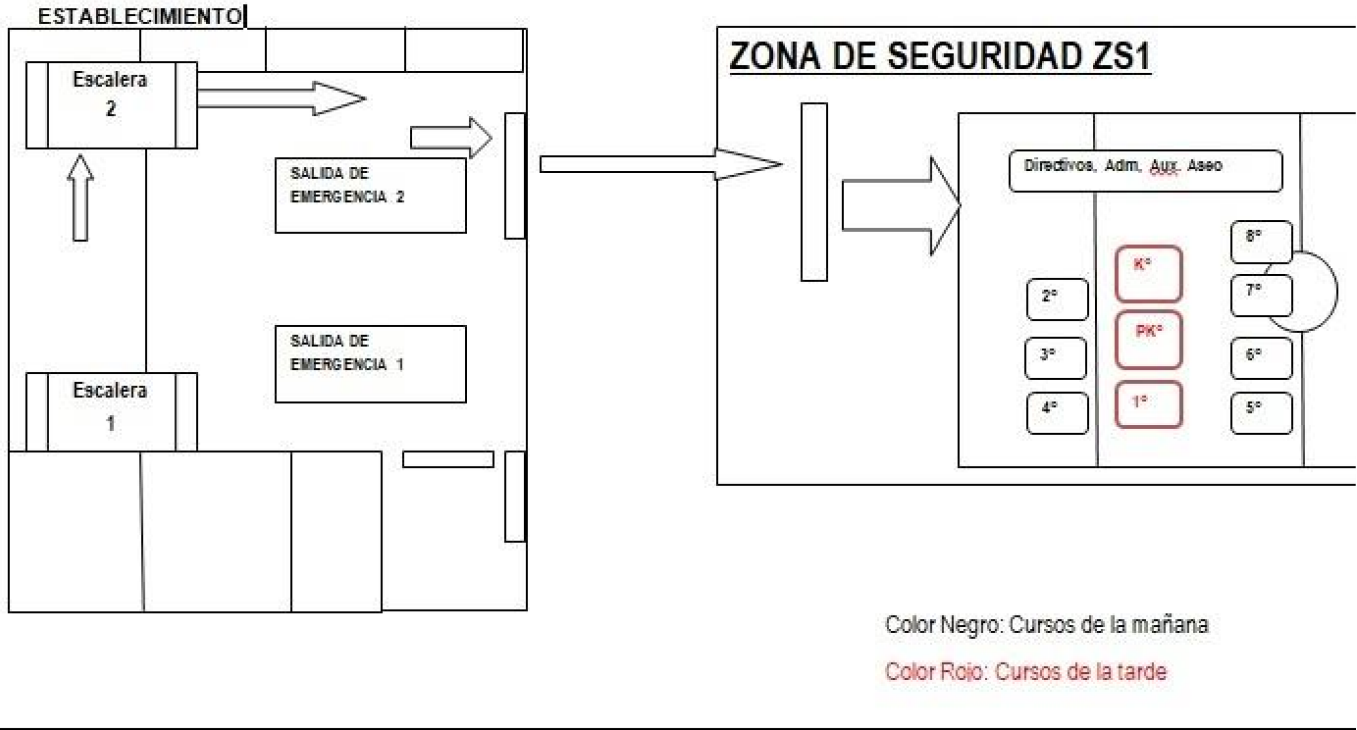 ESTABLECIMIENTO
Escalera
2
SALIDA DE
EMERGENCIA 2
SALIDA DE
EMERGENCIA 1
Escalera
1
ZONA DE SEGURIDAD ZS1
Directivos, Adm, Aux. Aseo
2°
3°
4°
K°
PK°
1°
8°
7°
6°
5°
Color Negro: Cursos de la mañana
Color Rojo: Cursos de la tarde